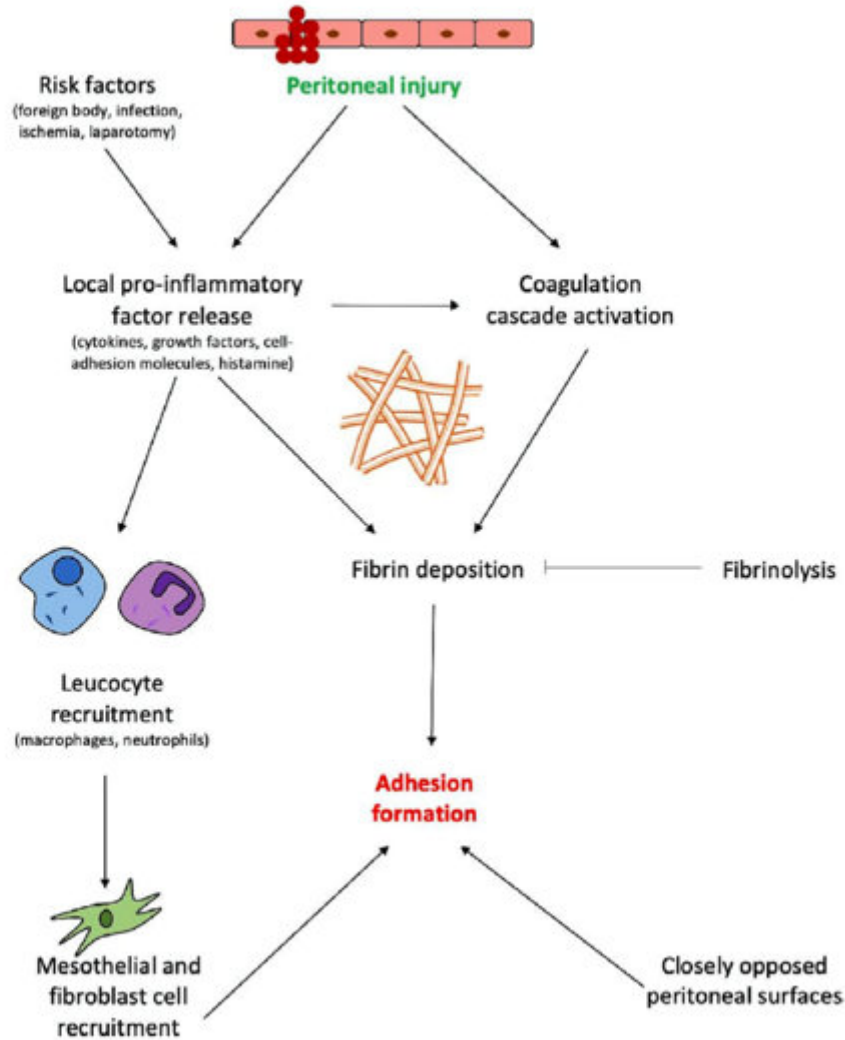 Risk factors
(foreign body, infection,
ischemia, laparotomy)
Peritoneal injury
Local pro-inflammatory
factor release
(cytokines, growth factors, cell-
adhesion molecules, histamine)
Coagulation
cascade activation
Fibrin deposition
Fibrinolysis
Leucocyte
recruitment
(macrophages, neutrophils)
Adhesion
formation
Mesothelial and
fibroblast cell
recruitment
Closely opposed
peritoneal surfaces